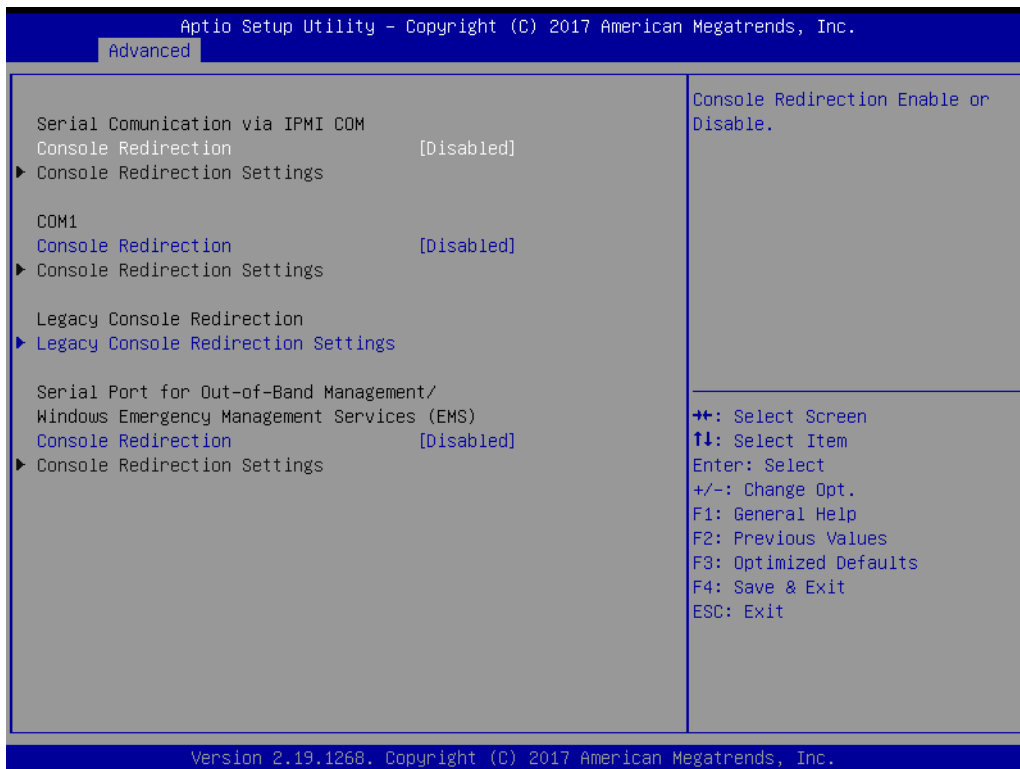 Aptio Setup Utility – Copyright (C) 2017 American Megatrends, Inc.
Advanced
Serial Comunication via IPMI COM
Console Redirection [Disabled]
▶ Console Redirection Settings
COM1
Console Redirection [Disabled]
▶ Console Redirection Settings
Legacy Console Redirection
▶ Legacy Console Redirection Settings
Serial Port for Out-of-Band Management/
Windows Emergency Management Services (EMS)
Console Redirection [Disabled]
▶ Console Redirection Settings
Console Redirection Enable or
Disable.
→←: Select Screen
↑↓: Select Item
Enter: Select
+/-: Change Opt.
F1: General Help
F2: Previous Values
F3: Optimized Defaults
F4: Save & Exit
ESC: Exit
Version 2.19.1268. Copyright (C) 2017 American Megatrends, Inc.